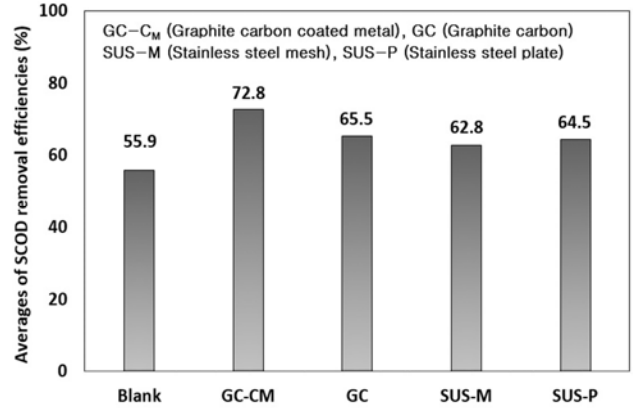 100
GC-CM (Graphite carbon coated metal), GC (Graphite carbon)
SUS-M (Stainless steel mesh), SUS-P (Stainless steel plate)
80
72.8
65.5
62.8
64.5
55.9
60
40
20
0
Averages of SCOD removal efficiencies (%)
Blank GC-CM GC SUS-M SUS-P